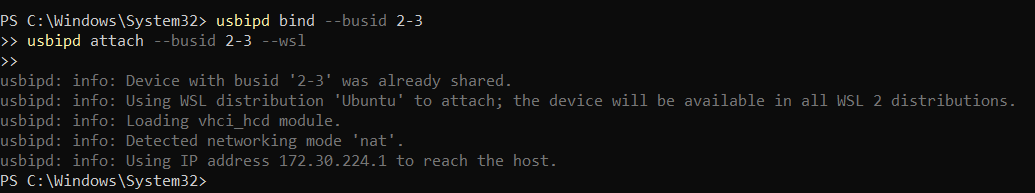 PS C:\Windows\System32> usbipd bind --busid 2-3
>> usbipd attach --busid 2-3 --wsl
>>
usbipd: info: Device with busid '2-3' was already shared.
usbipd: info: Using WSL distribution 'Ubuntu' to attach; the device will be available in all WSL 2 distributions.
usbipd: info: Loading vhci_hcd module.
usbipd: info: Detected networking mode 'nat'.
usbipd: info: Using IP address 172.30.224.1 to reach the host.
PS C:\Windows\System32>